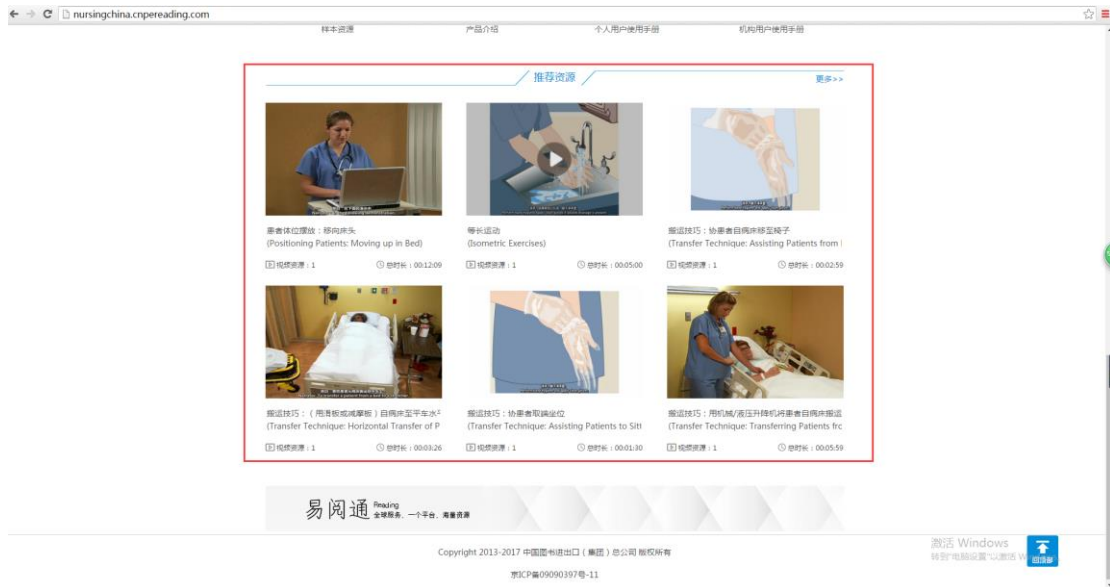 nursingchina.cnpereading.com
样本资源 产品介绍 个人用户使用手册 机构用户使用手册
推荐资源 更多>>
患者体位摆放：移向床头 等长运动 搬运技巧：协患者自病床移至椅子
(Positioning Patients: Moving up in Bed) (Isometric Exercises) (Transfer Technique: Assisting Patients from
视频资源：1 总时长：00:12:09 视频资源：1 总时长：00:05:00 视频资源：1 总时长：00:02:59
搬运技巧：（用滑板或减摩板）自病床至平车水 搬运技巧：协患者取端坐位 搬运技巧：用机械/液压升降机将患者自病床搬运
(Transfer Technique: Horizontal Transfer of P (Transfer Technique: Assisting Patients to Sitt (Transfer Technique: Transferring Patients frc
视频资源：1 总时长：00:03:26 视频资源：1 总时长：00:01:30 视频资源：1 总时长：00:05:59
易阅通 Reading
全球服务、一个平台、海量资源
Copyright 2013-2017 中国图书进出口（集团）总公司 版权所有
京ICP备09090397号-11
激活 Windows
转到"电脑设置"以激活 W
回顶部